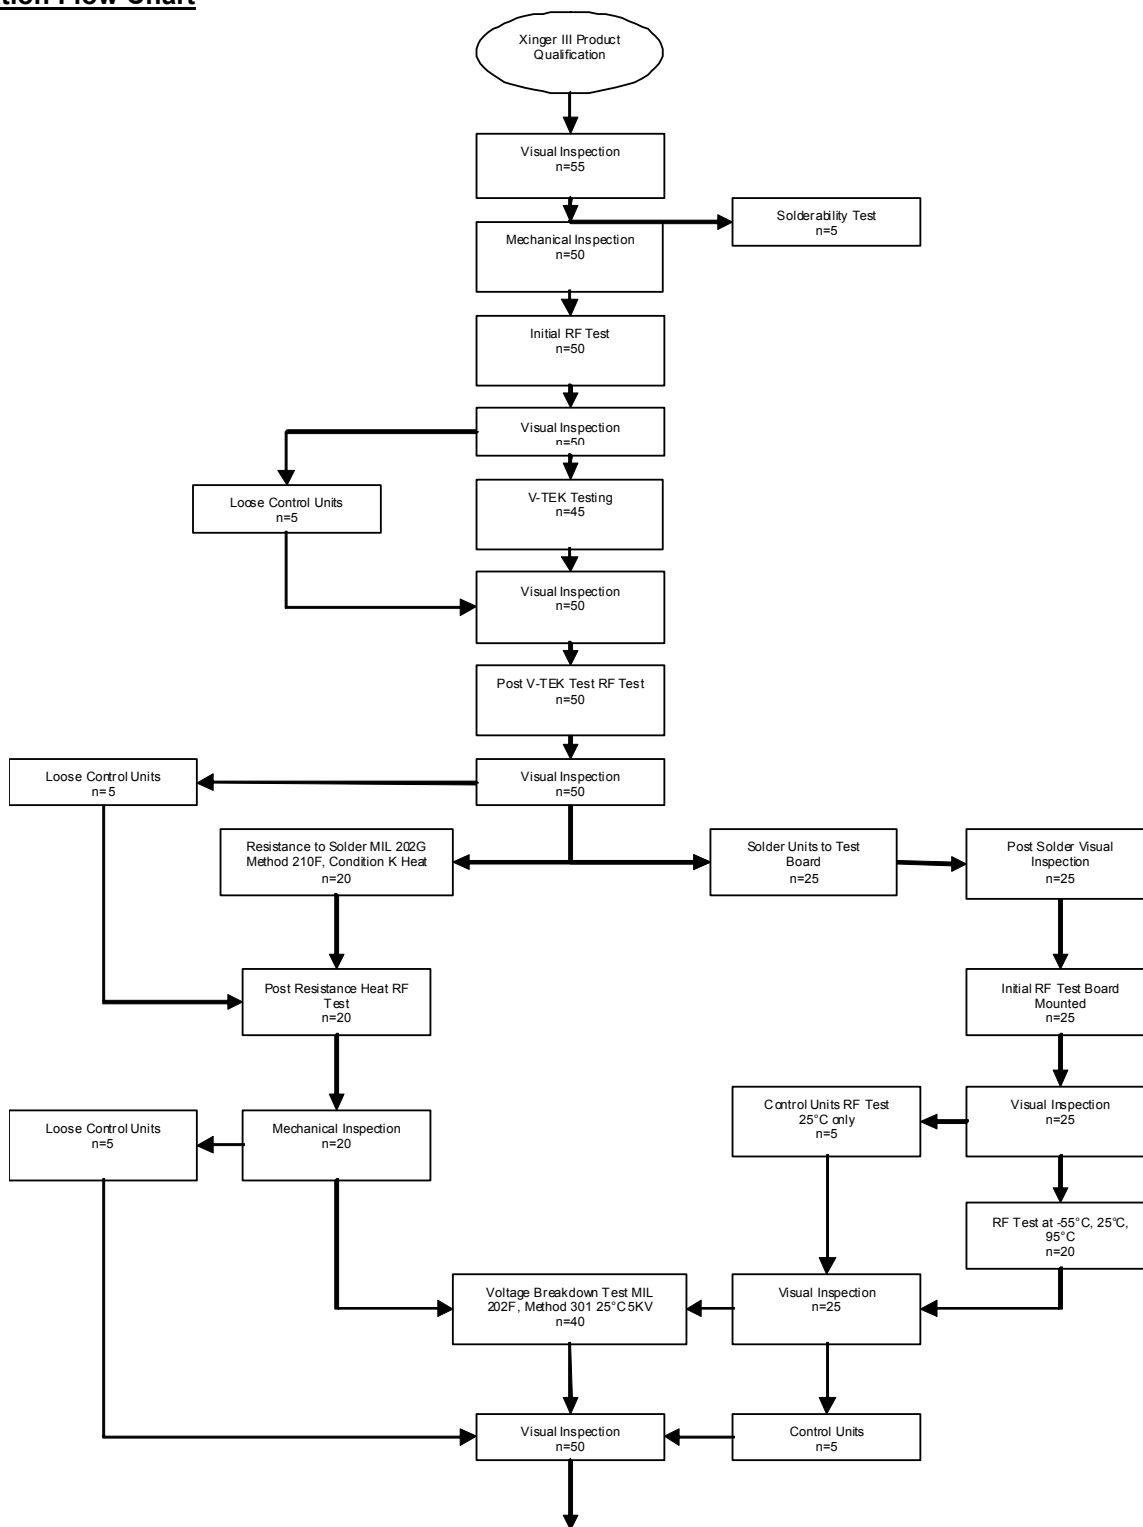 tion Flow Chart
Xinger III Product
Qualification
Visual Inspection
n=55
Solderability Test
n=5
Mechanical Inspection
n=50
Initial RF Test
n=50
Visual Inspection
n=50
Loose Control Units
n=5
V-TEK Testing
n=45
Visual Inspection
n=50
Post V-TEK Test RF Test
n=50
Loose Control Units
n=5
Visual Inspection
n=50
Resistance to Solder MIL 202G
Method 210F, Condition K Heat
n=20
Solder Units to Test
Board
n=25
Post Solder Visual
Inspection
n=25
Post Resistance Heat RF
Test
n=20
Initial RF Test Board
Mounted
n=25
Loose Control Units
n=5
Mechanical Inspection
n=20
Control Units RF Test
25°C only
n=5
Visual Inspection
n=25
RF Test at -55°C, 25°C,
95°C
n=20
Voltage Breakdown Test MIL
202F, Method 301 25°C 5KV
n=40
Visual Inspection
n=25
Visual Inspection
n=50
Control Units
n=5